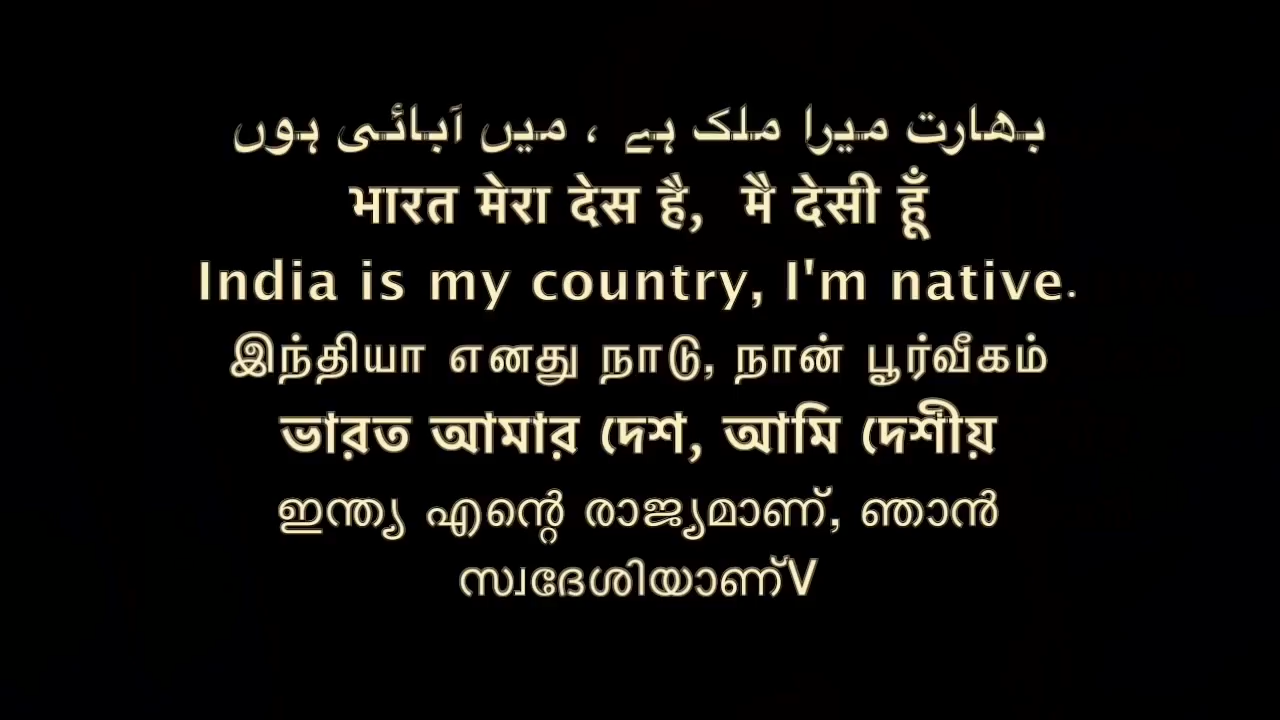 بھارت میرا ملک ہے ، میں آبائی ہوں
भारत मेरा देस है, मै देसी हूँ
India is my country, I'm native.
இந்தியா எனது நாடு, நான் பூர்வீகம்
ভারত আমার দেশ, আমি দেশীয়
ഇന്ത്യ എന്റെ രാജ്യമാണ്, ഞാൻ
സ്വദേശിയാണ്V